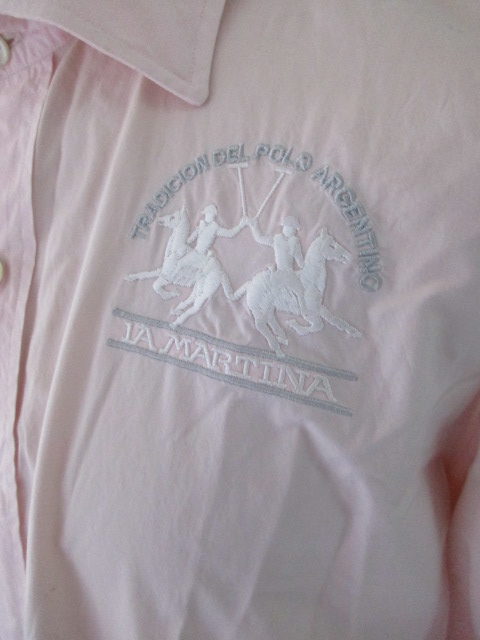 TRADICION DEL POLO ARGENTINO
LA MARTINA